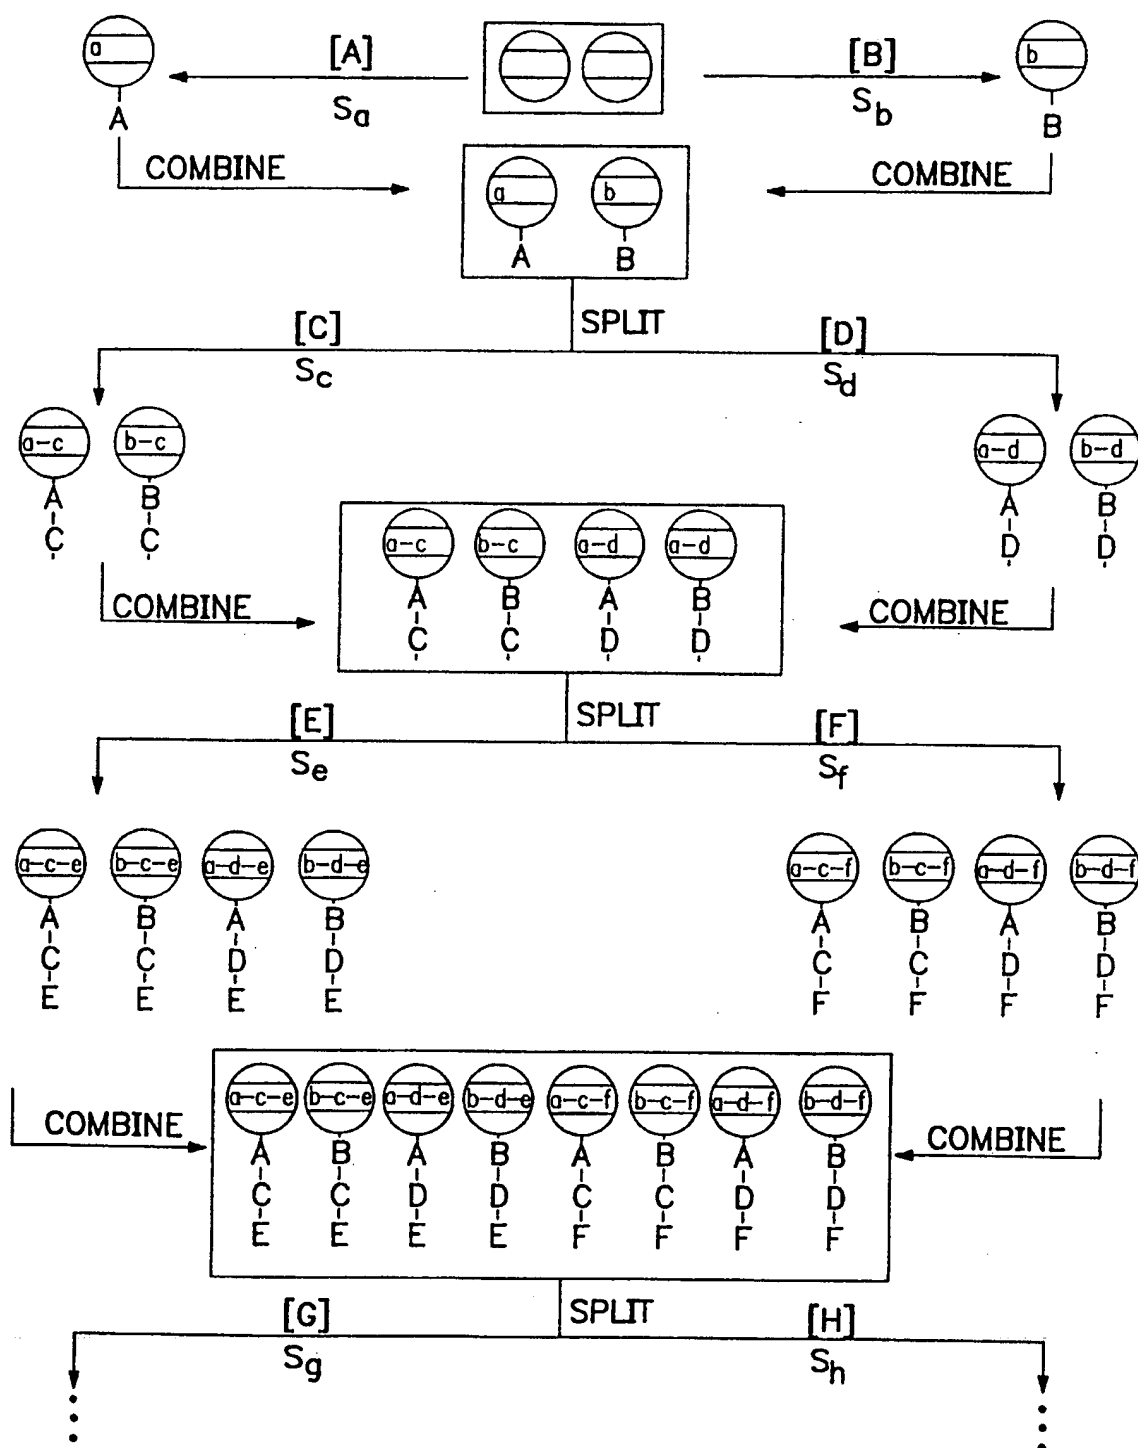 a [A] [B] b
Sa Sb
A B
COMBINE COMBINE
a b
A B
[C] SPLIT [D]
Sc Sd
a-c b-c a-d b-d
A B A B
C C D D
a-c b-c a-d a-d
A B A B
C C D D
COMBINE COMBINE
[E] SPLIT [F]
Se Sf
a-c-e b-c-e a-d-e b-d-e a-c-f b-c-f a-d-f b-d-f
A B A B A B A B
C C D D C C D D
E E E E F F F F
a-c-e b-c-e a-d-e b-d-e a-c-f b-c-f a-d-f b-d-f
COMBINE COMBINE
A B A B A B A B
C C D D C C D D
E E E E F F F F
[G] SPLIT [H]
Sg Sh